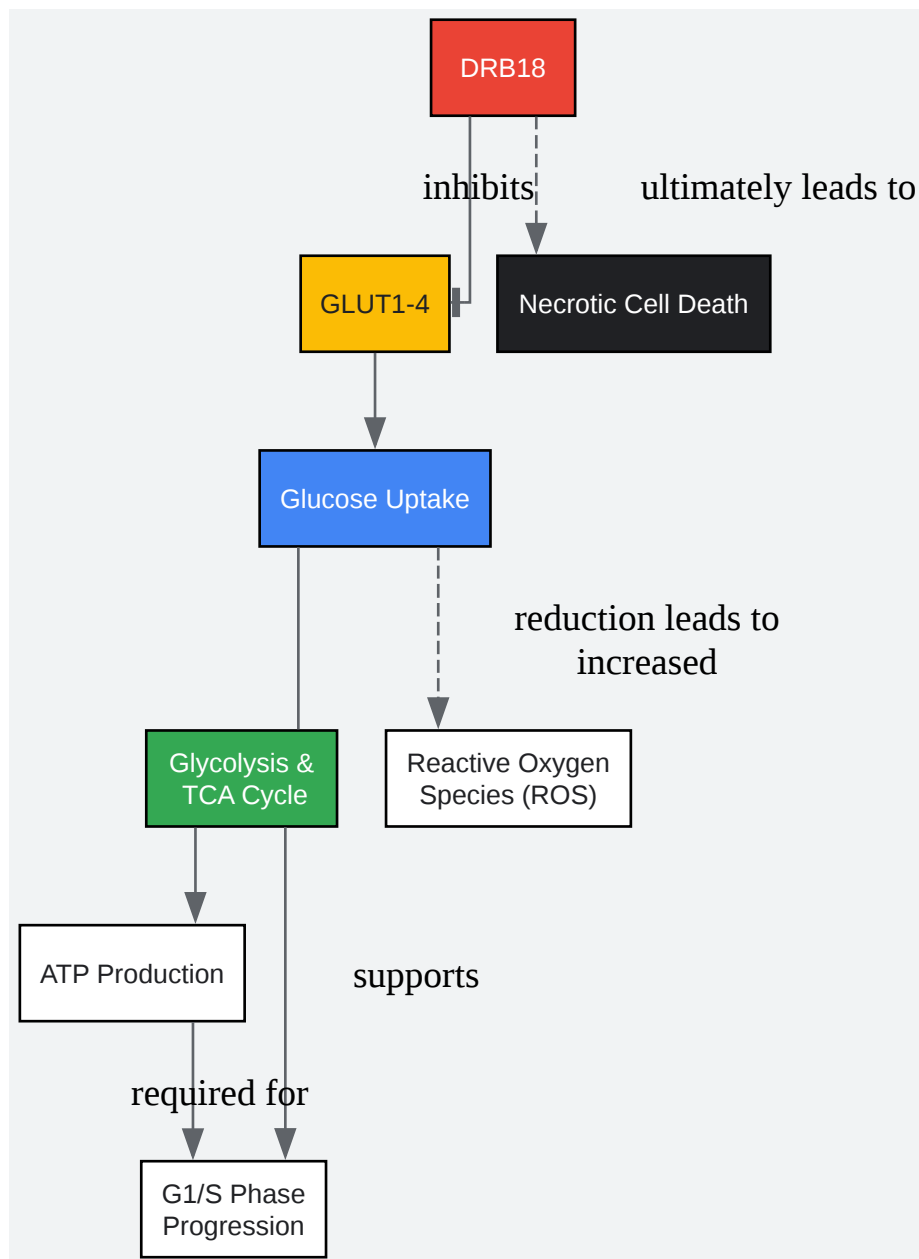 DRB18
inhibits
ultimately leads to
GLUT1-4
Necrotic Cell Death
Glucose Uptake
reduction leads to
increased
Glycolysis &
TCA Cycle
Reactive Oxygen
Species (ROS)
ATP Production
supports
required for
G1/S Phase
Progression